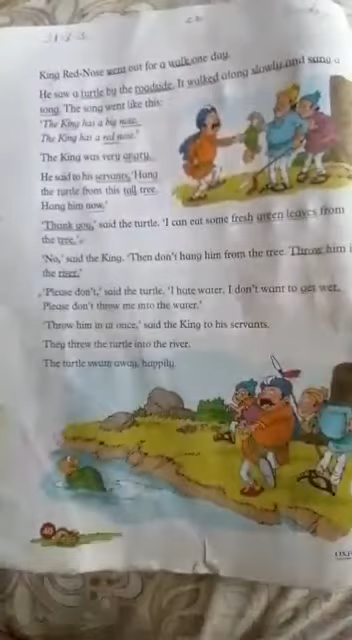 King Red-Nose went out for a walk one day.
He saw a turtle by the roadside. It walked along slowly and sang a
song. The song went like this:
'The King has a big nose.
The King has a red nose.'
The King was very angry.
He said to his servants, 'Hang
the turtle from this tall tree.
Hang him now.'
'Thank you,' said the turtle. 'I can eat some fresh green leaves from
the tree.'
'No,' said the King. 'Then don't hang him from the tree. Throw him i
the river.'
'Please don't,' said the turtle. 'I hate water. I don't want to get wet.
Please don't throw me into the water.'
'Throw him in at once,' said the King to his servants.
They threw the turtle into the river.
The turtle swam away, happily.
40